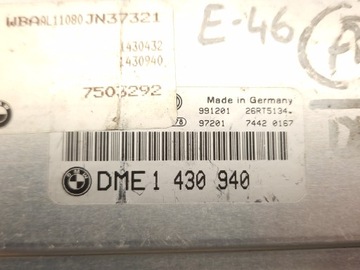 WBAAL11080JN37321
1430432
1430940
7503292
E-46
Made in Germany
991201 26RT5134
97201 7442 0167
DME 1 430 940